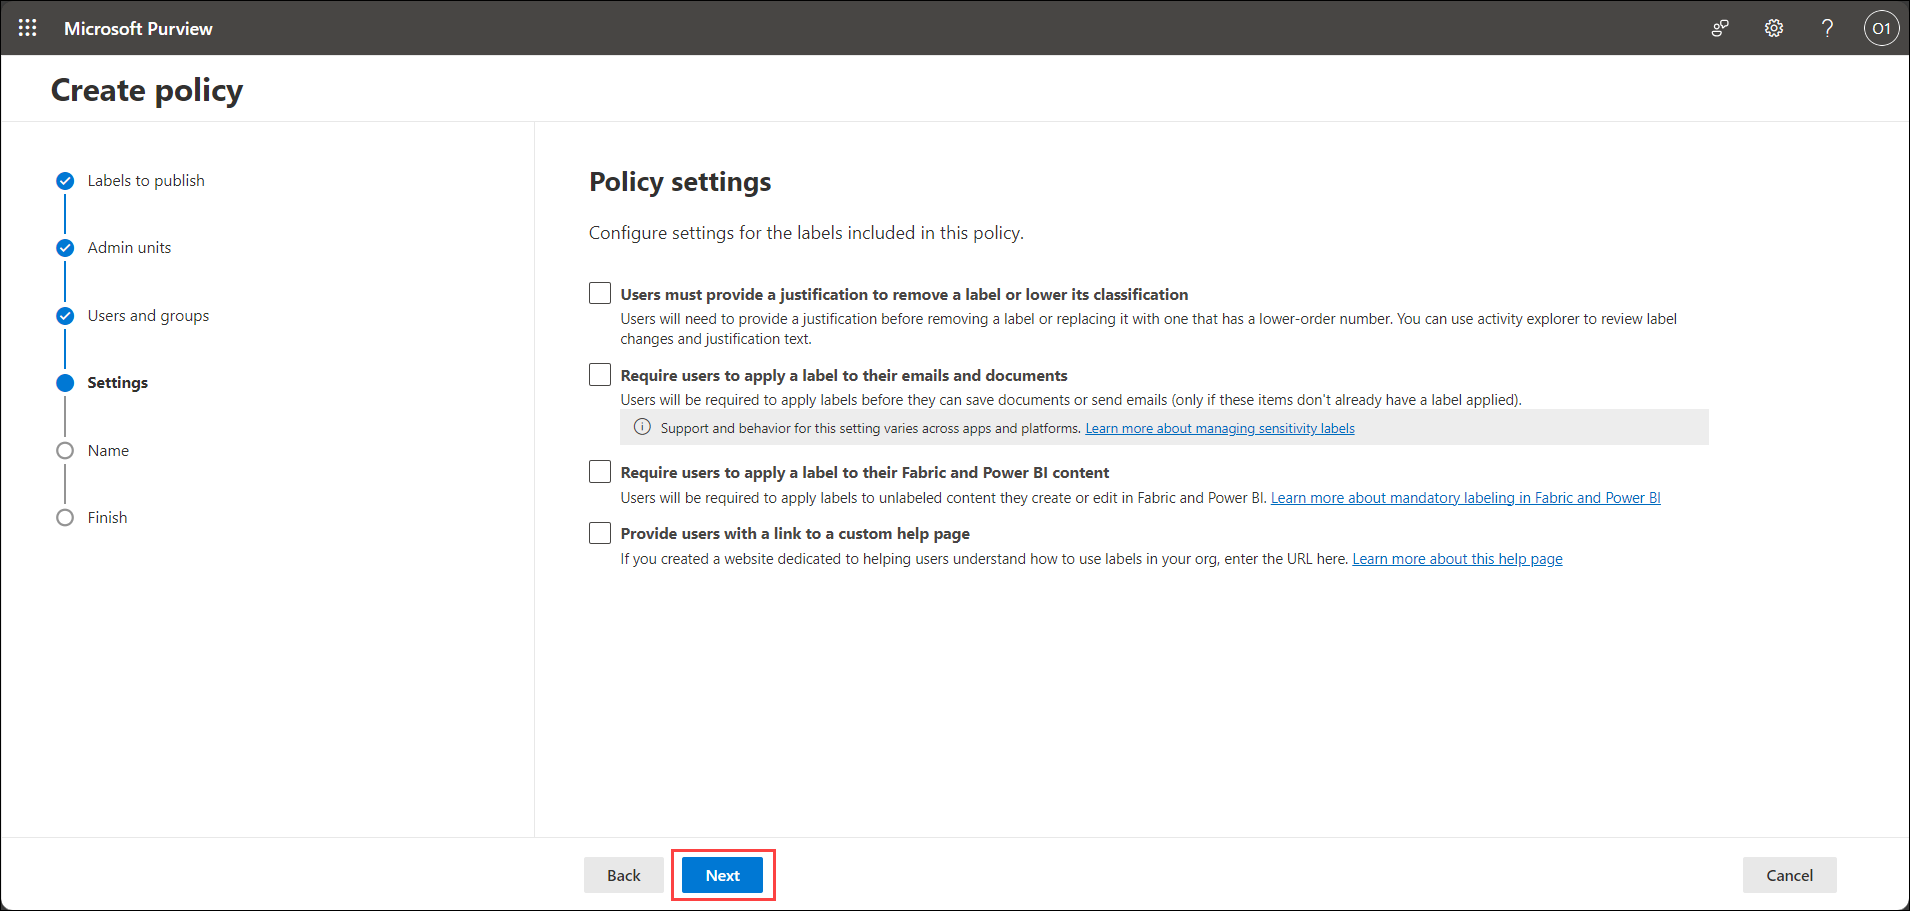 Microsoft Purview
?
O1
Create policy
Labels to publish
Admin units
Users and groups
Settings
Name
Finish
Policy settings
Configure settings for the labels included in this policy.
Users must provide a justification to remove a label or lower its classification
Users will need to provide a justification before removing a label or replacing it with one that has a lower-order number. You can use activity explorer to review label
changes and justification text.
Require users to apply a label to their emails and documents
Users will be required to apply labels before they can save documents or send emails (only if these items don't already have a label applied).
Support and behavior for this setting varies across apps and platforms. Learn more about managing sensitivity labels
Require users to apply a label to their Fabric and Power BI content
Users will be required to apply labels to unlabeled content they create or edit in Fabric and Power BI. Learn more about mandatory labeling in Fabric and Power BI
Provide users with a link to a custom help page
If you created a website dedicated to helping users understand how to use labels in your org, enter the URL here. Learn more about this help page
Back
Next
Cancel